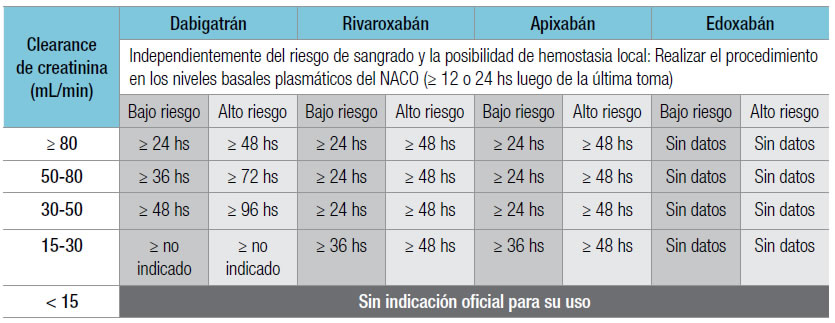 Clearance de creatinina (mL/min) Dabigatrán Rivaroxabán Apixabán Edoxabán
Independientemente del riesgo de sangrado y la posibilidad de hemostasia local: Realizar el procedimiento
en los niveles basales plasmáticos del NACO (≥ 12 o 24 hs luego de la última toma)
Bajo riesgo Alto riesgo Bajo riesgo Alto riesgo Bajo riesgo Alto riesgo Bajo riesgo Alto riesgo
≥ 80 ≥ 24 hs ≥ 48 hs ≥ 24 hs ≥ 48 hs ≥ 24 hs ≥ 48 hs Sin datos Sin datos
50-80 ≥ 36 hs ≥ 72 hs ≥ 24 hs ≥ 48 hs ≥ 24 hs ≥ 48 hs Sin datos Sin datos
30-50 ≥ 48 hs ≥ 96 hs ≥ 24 hs ≥ 48 hs ≥ 24 hs ≥ 48 hs Sin datos Sin datos
15-30 ≥ no indicado ≥ no indicado ≥ 36 hs ≥ 48 hs ≥ 36 hs ≥ 48 hs Sin datos Sin datos
< 15 Sin indicación oficial para su uso